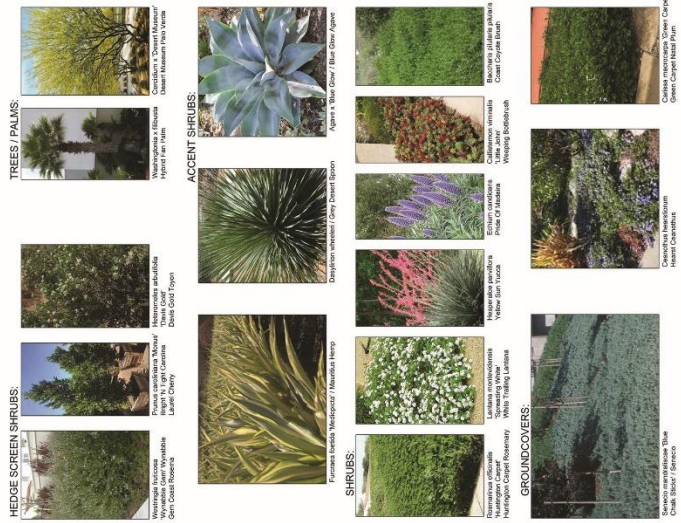 HEDGE SCREEN SHRUBS:
Westringia fruticosa
'Wynabbie Gem' Wynabbie
Gem Coast Rosema
Prunus caroliniana 'Monus'
Bright 'N Tight Carolina
Laurel Cherry
Heteromeles arbutifolia
'Davis Gold'
Davis Gold Toyon
TREES / PALMS:
Washingtonia x filibusta
Hybrid Fan Palm
Cercidium x 'Desert Museum'
Desert Museum Palo Verde
ACCENT SHRUBS:
Furcraea foetida 'Mediopicta' / Mauritius Hemp
Dasylirion wheeleri / Grey Desert Spoon
Agave x 'Blue Glow' / Blue Glow Agave
SHRUBS:
Rosmarinus officinalis
'Huntington Carpet'
Huntington Carpet Rosemary
Lantana montevidensis
'Spreading White'
White Trailing Lantana
Hesperaloe parviflora
Yellow Sun Yucca
Echium candicans
Pride Of Madeira
Callistemon viminalis
'Little John'
Weeping Bottlebrush
Baccharis pilularis pilularis
Coast Coyote Brush
GROUNDCOVERS:
Senecio mandraliscae 'Blue
Chalk Sticks' / Senecio
Ceanothus hearstiorum
Hearst Ceanothus
Carissa macrocarpa 'Green Carpet
Green Carpet Natal Plum